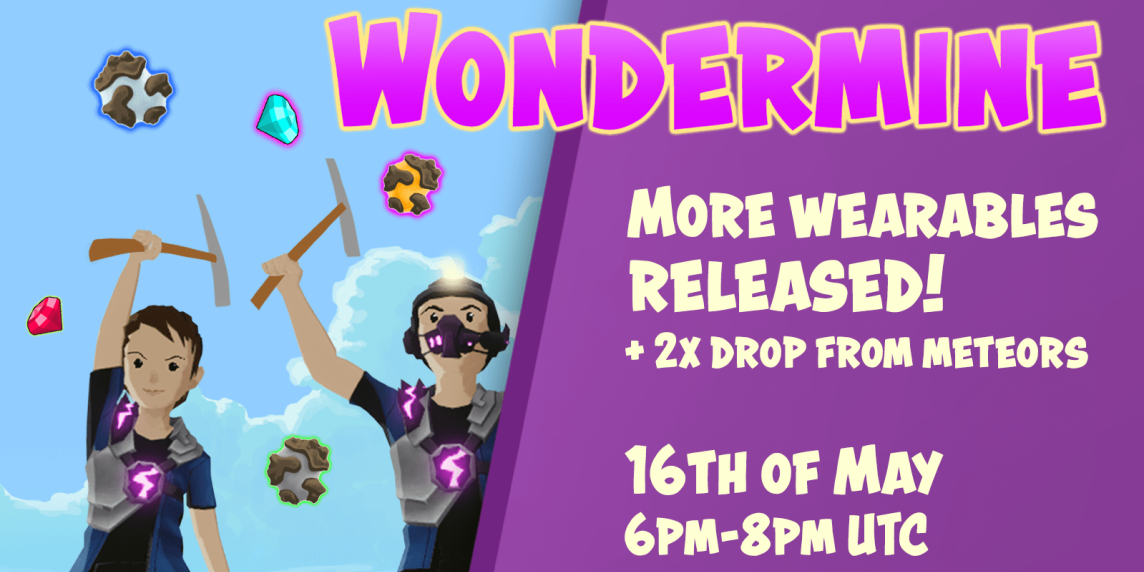 WONDERMINE
MORE WEARABLES
RELEASED!
+ 2X DROP FROM METEORS
16TH OF MAY
6PM-8PM UTC